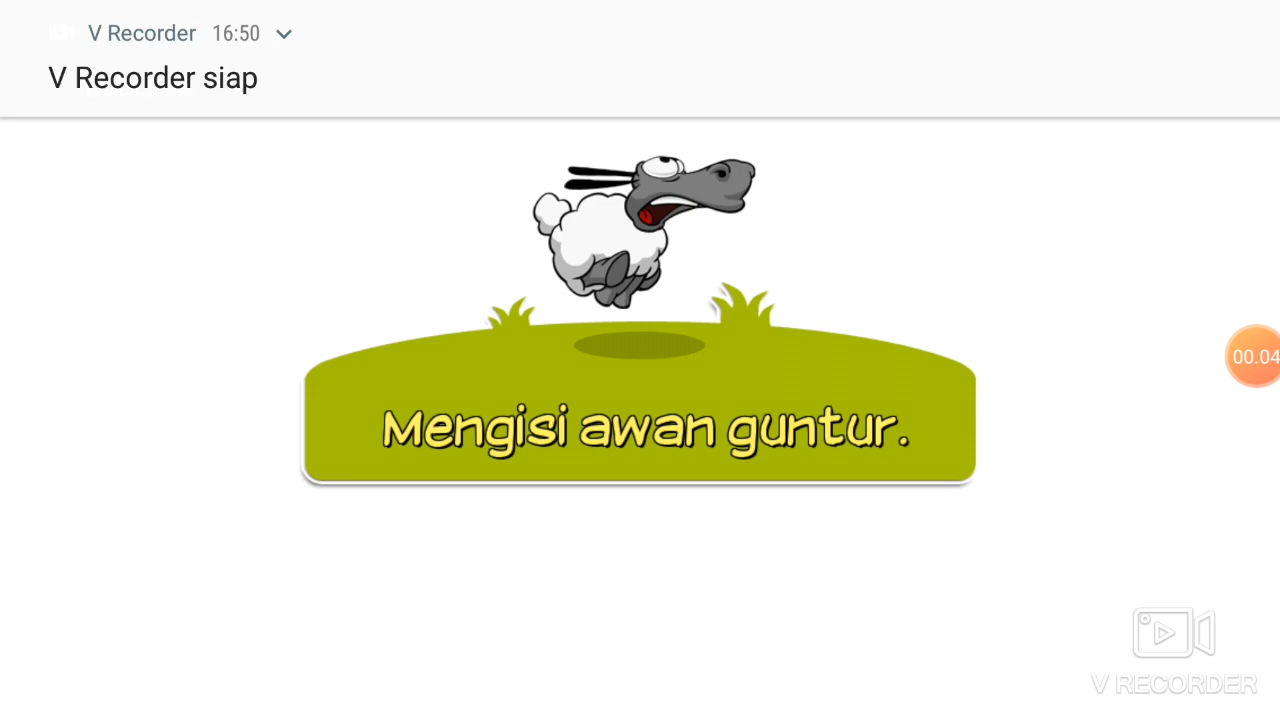 V Recorder 16:50
V Recorder siap
00.04
Mengisi awan guntur.
V RECORDER